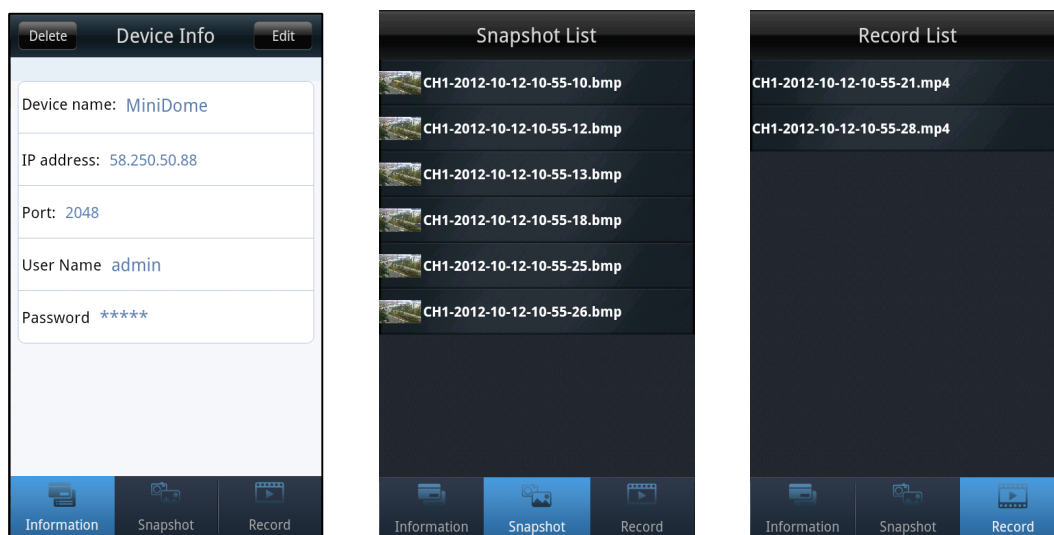 Delete Device Info Edit
Device name: MiniDome
IP address: 58.250.50.88
Port: 2048
User Name admin
Password *****
Information Snapshot Record
Snapshot List
CH1-2012-10-12-10-55-10.bmp
CH1-2012-10-12-10-55-12.bmp
CH1-2012-10-12-10-55-13.bmp
CH1-2012-10-12-10-55-18.bmp
CH1-2012-10-12-10-55-25.bmp
CH1-2012-10-12-10-55-26.bmp
Information Snapshot Record
Record List
CH1-2012-10-12-10-55-21.mp4
CH1-2012-10-12-10-55-28.mp4
Information Snapshot Record